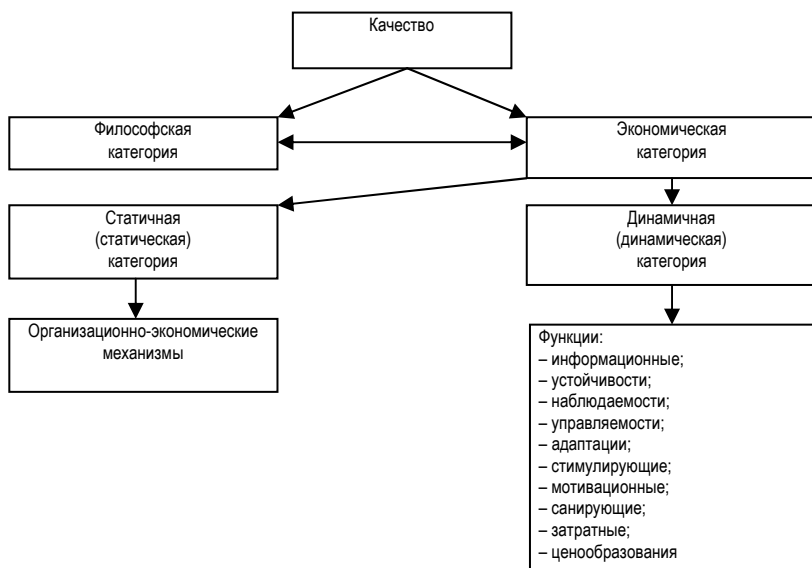 Качество
Философская
категория
Экономическая
категория
Статичная
(статическая)
категория
Динамичная
(динамическая)
категория
Организационно-экономические
механизмы
Функции:
– информационные;
– устойчивости;
– наблюдаемости;
– управляемости;
– адаптации;
– стимулирующие;
– мотивационные;
– санирующие;
– затратные;
– ценообразования